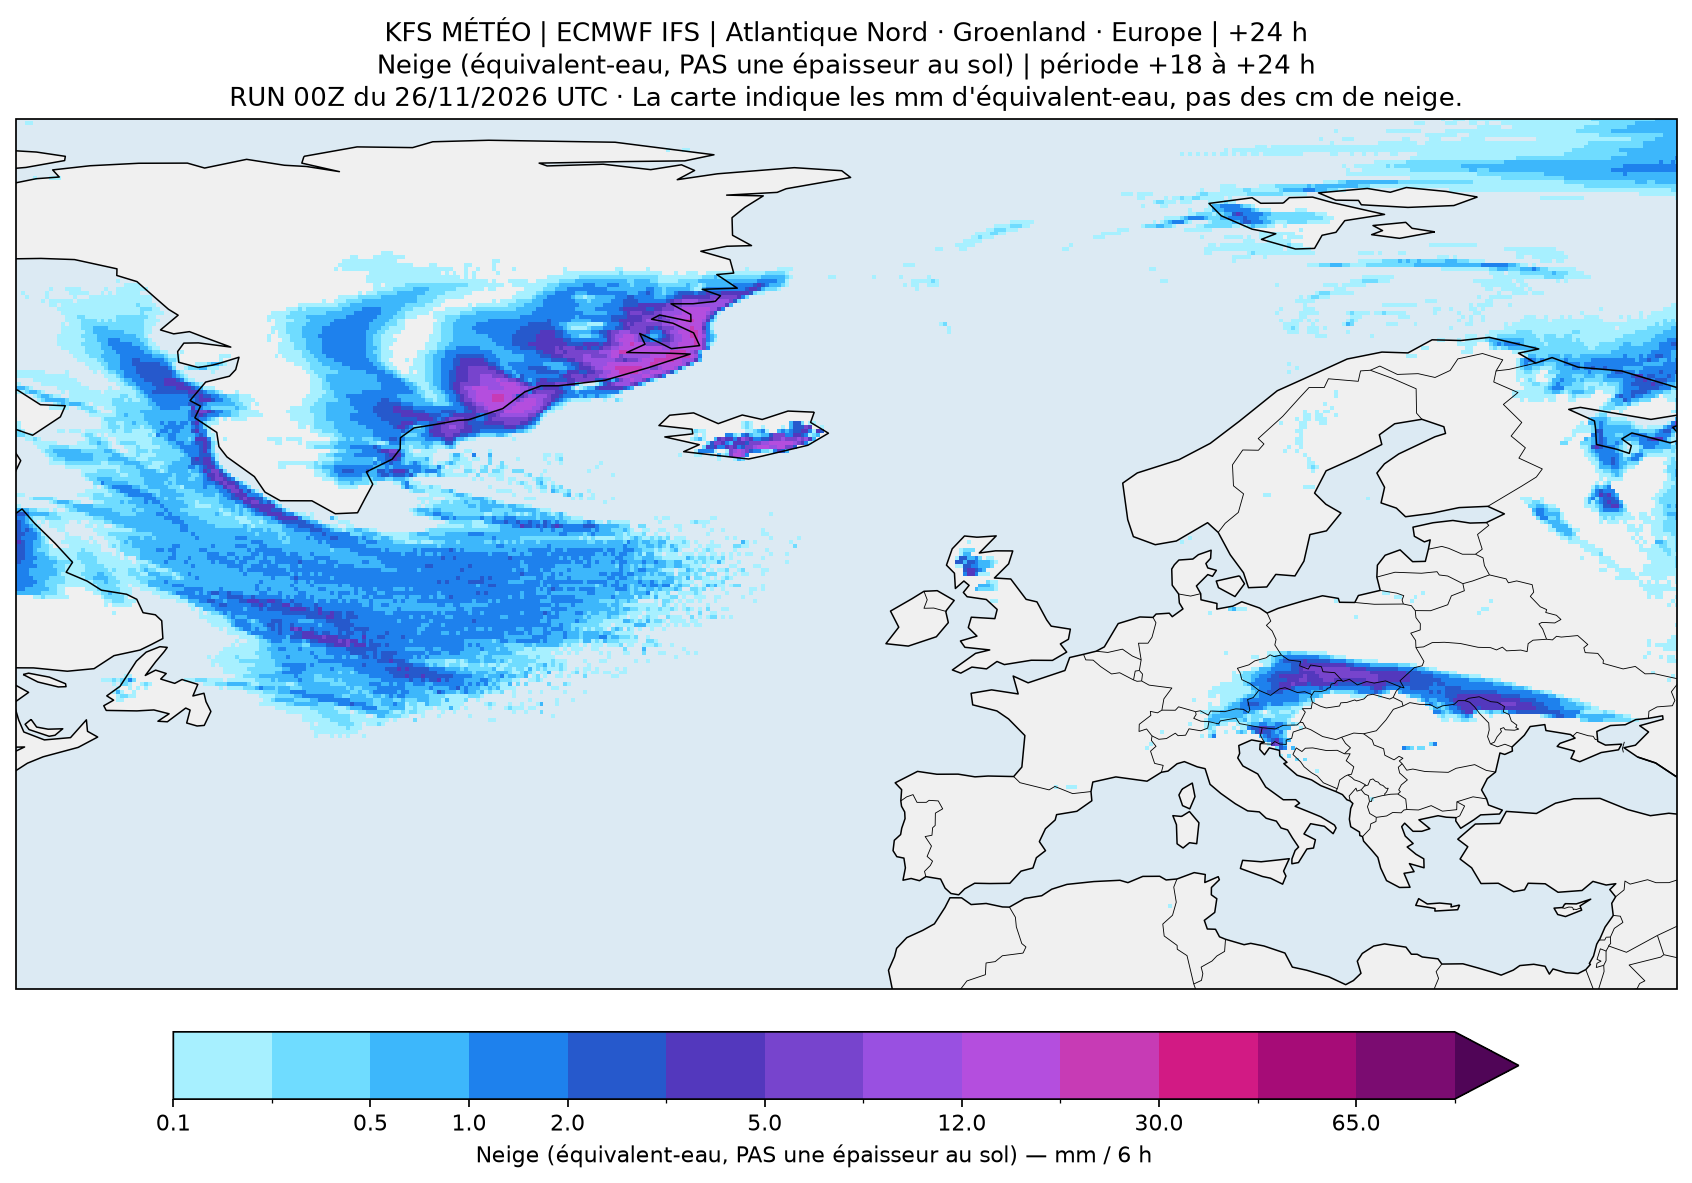 KFS MÉTÉO | ECMWF IFS | Atlantique Nord · Groenland · Europe | +24 h
Neige (équivalent-eau, PAS une épaisseur au sol) | période +18 à +24 h
RUN 00Z du 26/11/2026 UTC · La carte indique les mm d'équivalent-eau, pas des cm de neige.
0.1 0.5 1.0 2.0 5.0 12.0 30.0 65.0
Neige (équivalent-eau, PAS une épaisseur au sol) — mm / 6 h